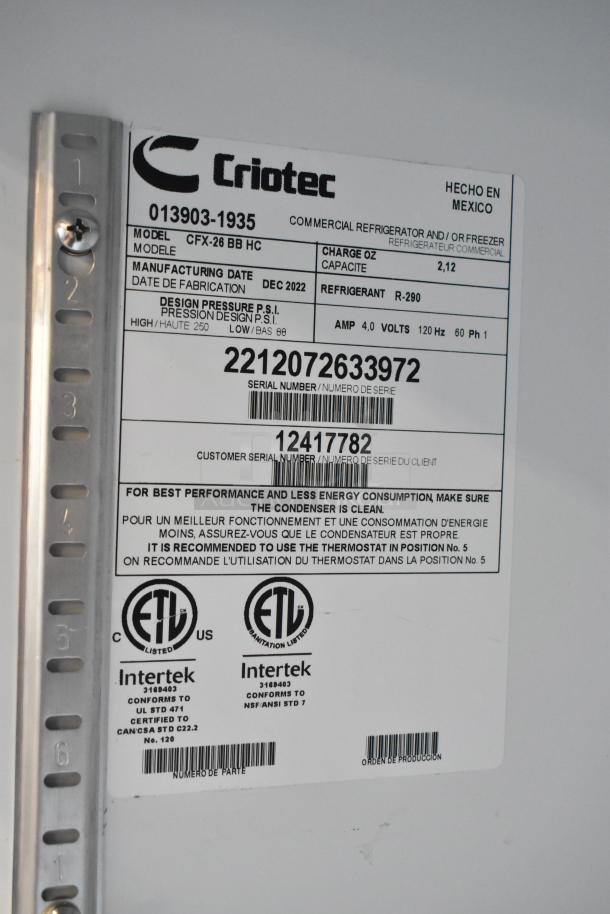 Criotec
HECHO EN
MEXICO
013903-1935
COMMERCIAL REFRIGERATOR AND / OR FREEZER
REFRIGERATEUR COMMERCIAL
MODEL CFX-26 BB HC
MODELE
CHARGE OZ
CAPACITE 2,12
MANUFACTURING DATE
DATE DE FABRICATION DEC 2022
REFRIGERANT R-290
DESIGN PRESSURE P.S.I.
PRESSION DESIGN P.S.I.
HIGH / HAUTE 250 LOW / BAS 88
AMP 4,0 VOLTS 120 Hz 60 Ph 1
2212072633972
SERIAL NUMBER / NUMERO DE SERIE
12417782
CUSTOMER SERIAL NUMBER / NUMERO DE SERIE DU CLIENT
FOR BEST PERFORMANCE AND LESS ENERGY CONSUMPTION, MAKE SURE
THE CONDENSER IS CLEAN.
POUR UN MEILLEUR FONCTIONNEMENT ET UNE CONSOMMATION D'ENERGIE
MOINS, ASSUREZ-VOUS QUE LE CONDENSATEUR EST PROPRE.
IT IS RECOMMENDED TO USE THE THERMOSTAT IN POSITION No. 5
ON RECOMMANDE L'UTILISATION DU THERMOSTAT DANS LA POSITION No. 5
C ETL CM LISTED US
Intertek
3169403
CONFORMS TO
UL STD 471
CERTIFIED TO
CAN/CSA STD C22.2
No. 120
ETL CM SANITATION LISTED
Intertek
3169403
CONFORMS TO
NSF/ANSI STD 7
NUMERO DE PARTE
ORDEN DE PRODUCCIÓN
1
2
3
4
5
6
1